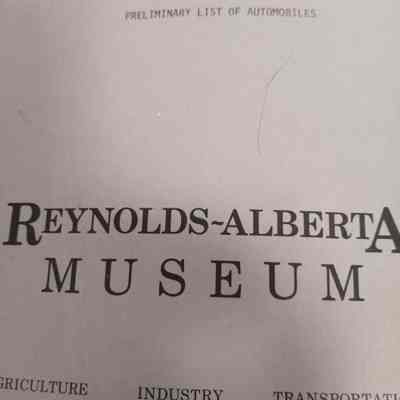 PRELIMINARY LIST OF AUTOMOBILES
REYNOLDS~ALBERTA
MUSEUM
GRICULTURE INDUSTRY TRANSPORTATI